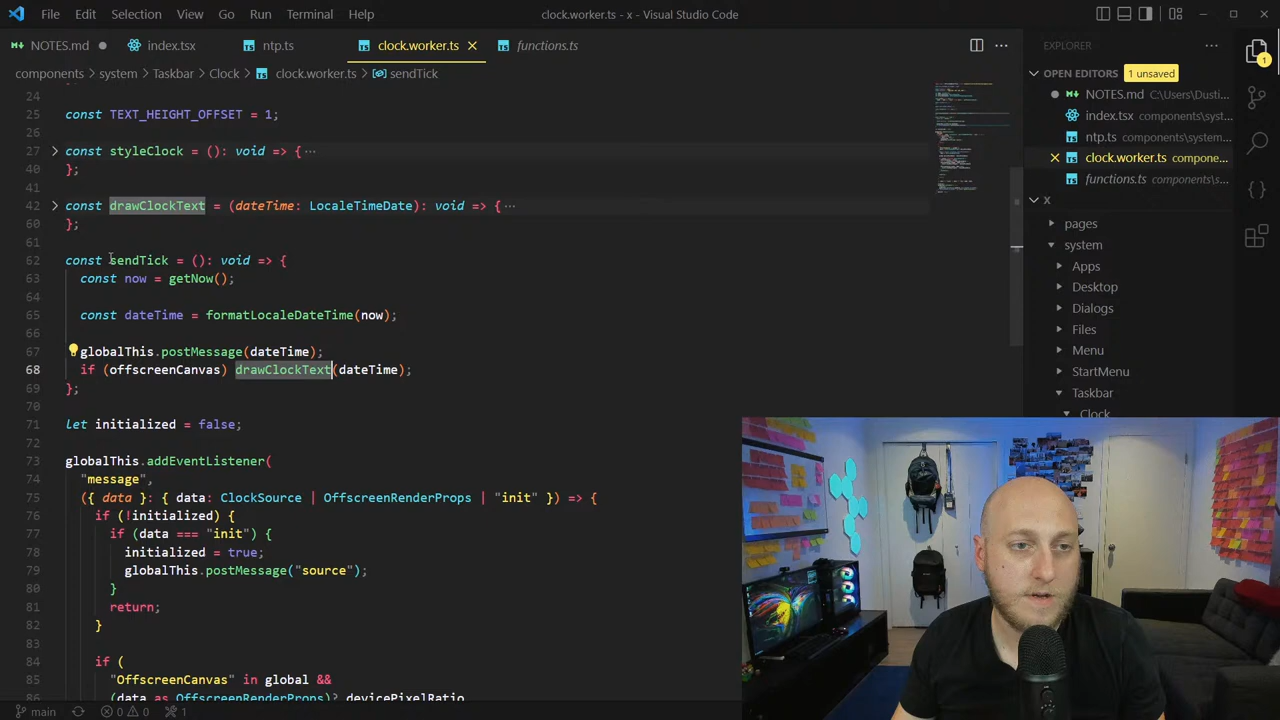 File Edit Selection View Go Run Terminal Help clock.worker.ts - x - Visual Studio Code
NOTES.md index.tsx ntp.ts clock.worker.ts functions.ts
components > system > Taskbar > Clock > clock.worker.ts > sendTick
24
25 const TEXT_HEIGHT_OFFSET = 1;
26
27 const styleClock = (): void => { ...
40 };
41
42 const drawClockText = (dateTime: LocaleTimeDate): void => { ...
60 };
61
62 const sendTick = (): void => {
63 const now = getNow();
64
65 const dateTime = formatLocaleDateTime(now);
66
67 globalThis.postMessage(dateTime);
68 if (offscreenCanvas) drawClockText(dateTime);
69 };
70
71 let initialized = false;
72
73 globalThis.addEventListener(
74 "message",
75 ({ data }: { data: ClockSource | OffscreenRenderProps | "init" }) => {
76 if (!initialized) {
77 if (data === "init") {
78 initialized = true;
79 globalThis.postMessage("source");
80 }
81 return;
82 }
83
84 if (
85 "OffscreenCanvas" in global &&
86 (data as OffscreenRenderProps)?.devicePixelRatio
EXPLORER
OPEN EDITORS 1 unsaved
NOTES.md C:\Users\Dusti...
index.tsx components\syst...
ntp.ts components\system...
clock.worker.ts compone...
functions.ts components\s...
X
pages
system
Apps
Desktop
Dialogs
Files
Menu
StartMenu
Taskbar
Clock
1
main 0 0 1